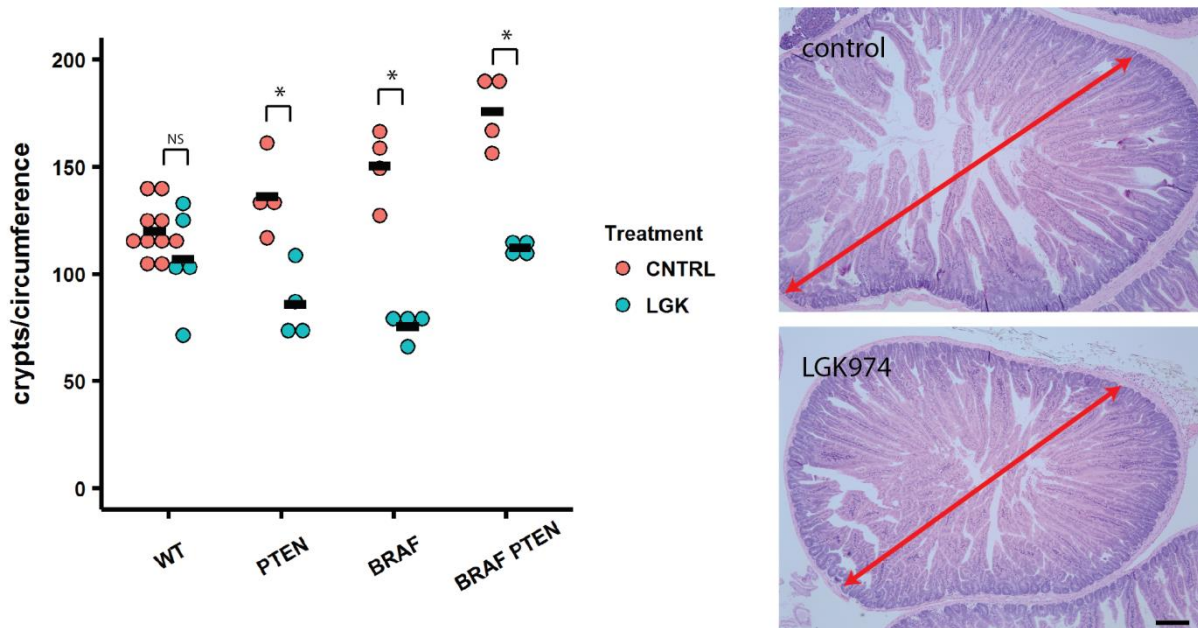 crypts/circumference
200
150
100
50
0
NS
*
*
*
WT
PTEN
BRAF
BRAF PTEN
Treatment
CNTRL
LGK
control
LGK974